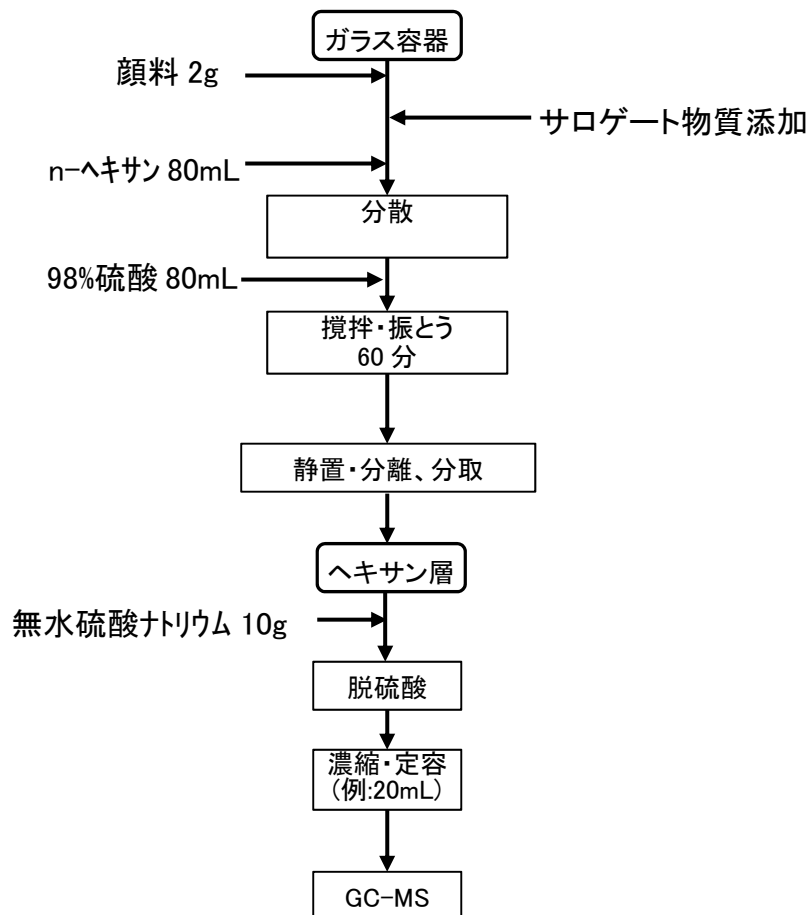 ガラス容器
顔料 2g
サロゲート物質添加
n-ヘキサン 80mL
分散
98%硫酸 80mL
撹拌・振とう
60 分
静置・分離、分取
ヘキサン層
無水硫酸ナトリウム 10g
脱硫酸
濃縮・定容
(例:20mL)
GC-MS